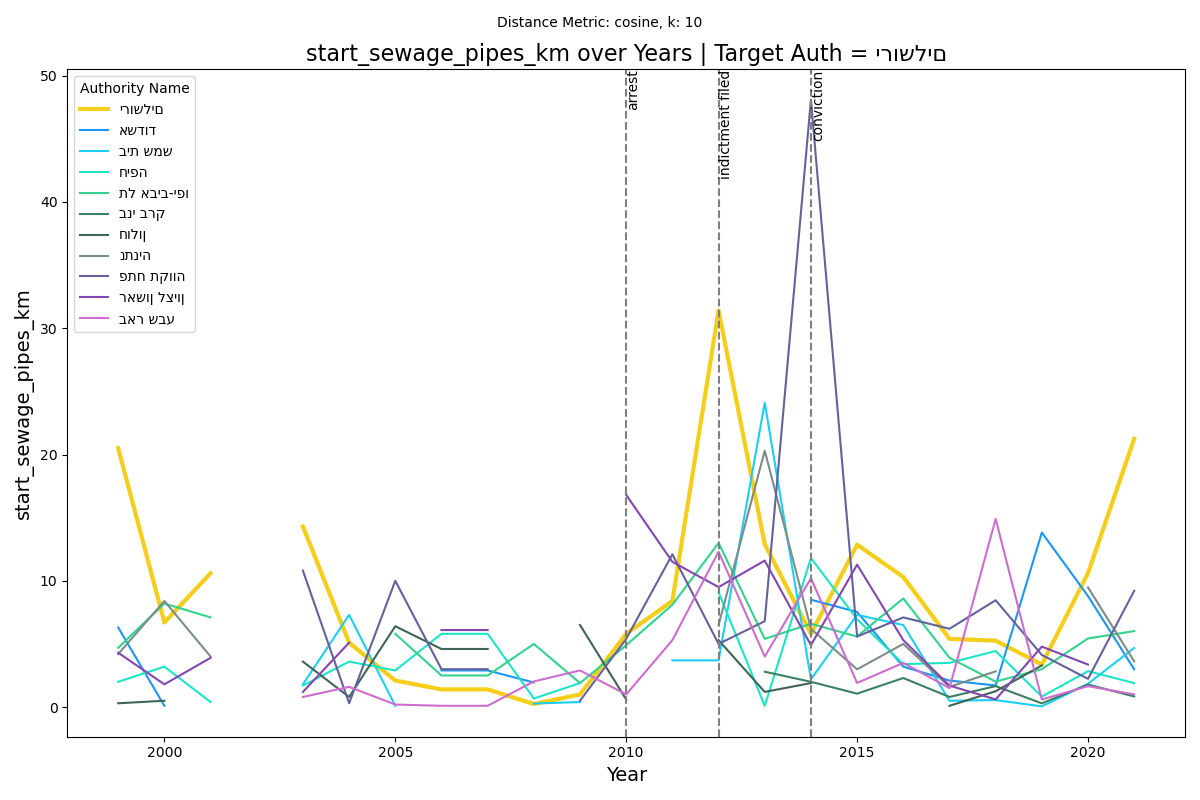 Distance Metric: cosine, k: 10
start_sewage_pipes_km over Years | Target Auth = ירושלים
Authority Name
ירושלים
אשדוד
בית שמש
חיפה
תל אביב-יפו
בני ברק
חולון
נתניה
פתח תקווה
ראשון לציון
באר שבע
arrest
indictment filed
conviction
start_sewage_pipes_km
50
40
30
20
10
0
2000
2005
2010
2015
2020
Year